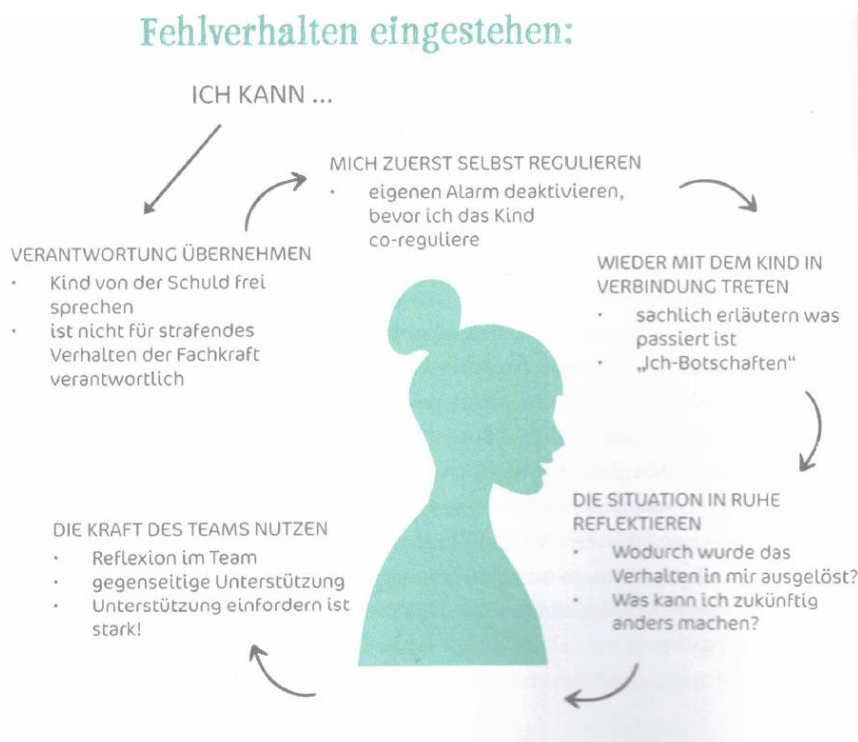 Fehlverhalten eingestehen:
ICH KANN ...
VERANTWORTUNG ÜBERNEHMEN
· Kind von der Schuld frei
sprechen
· ist nicht für strafendes
Verhalten der Fachkraft
verantwortlich
MICH ZUERST SELBST REGULIEREN
· eigenen Alarm deaktivieren,
bevor ich das Kind
co-reguliere
WIEDER MIT DEM KIND IN
VERBINDUNG TRETEN
· sachlich erläutern was
passiert ist
· „Ich-Botschaften“
DIE SITUATION IN RUHE
REFLEKTIEREN
· Wodurch wurde das
Verhalten in mir ausgelöst?
· Was kann ich zukünftig
anders machen?
DIE KRAFT DES TEAMS NUTZEN
· Reflexion im Team
· gegenseitige Unterstützung
· Unterstützung einfordern ist
stark!